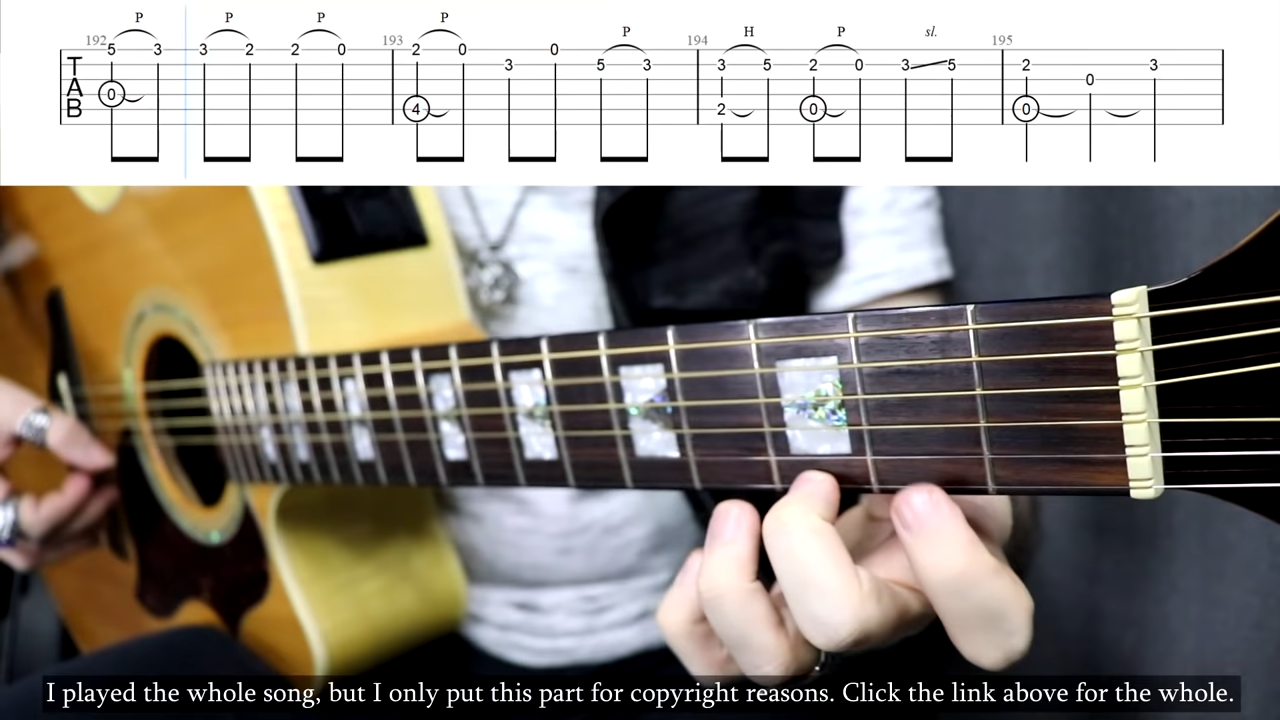 P P P P P H P sl.
192 5 3 3 2 2 0 193 2 0 0 194 195
T 3 5 3 3 5 2 0 3 5 2 3
A 0
B 0 4 2 0 0
I played the whole song, but I only put this part for copyright reasons. Click the link above for the whole.